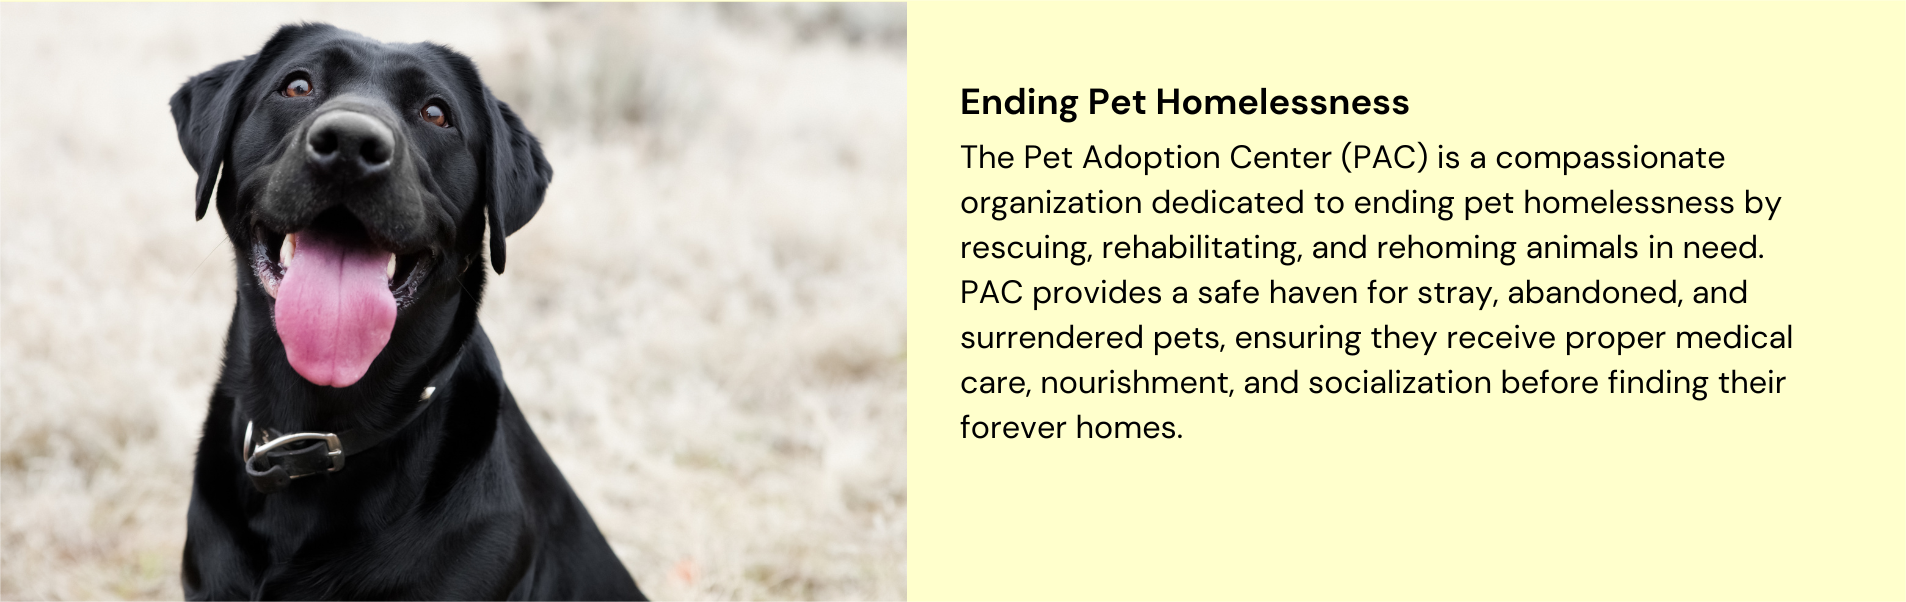 Ending Pet Homelessness
The Pet Adoption Center (PAC) is a compassionate
organization dedicated to ending pet homelessness by
rescuing, rehabilitating, and rehoming animals in need.
PAC provides a safe haven for stray, abandoned, and
surrendered pets, ensuring they receive proper medical
care, nourishment, and socialization before finding their
forever homes.